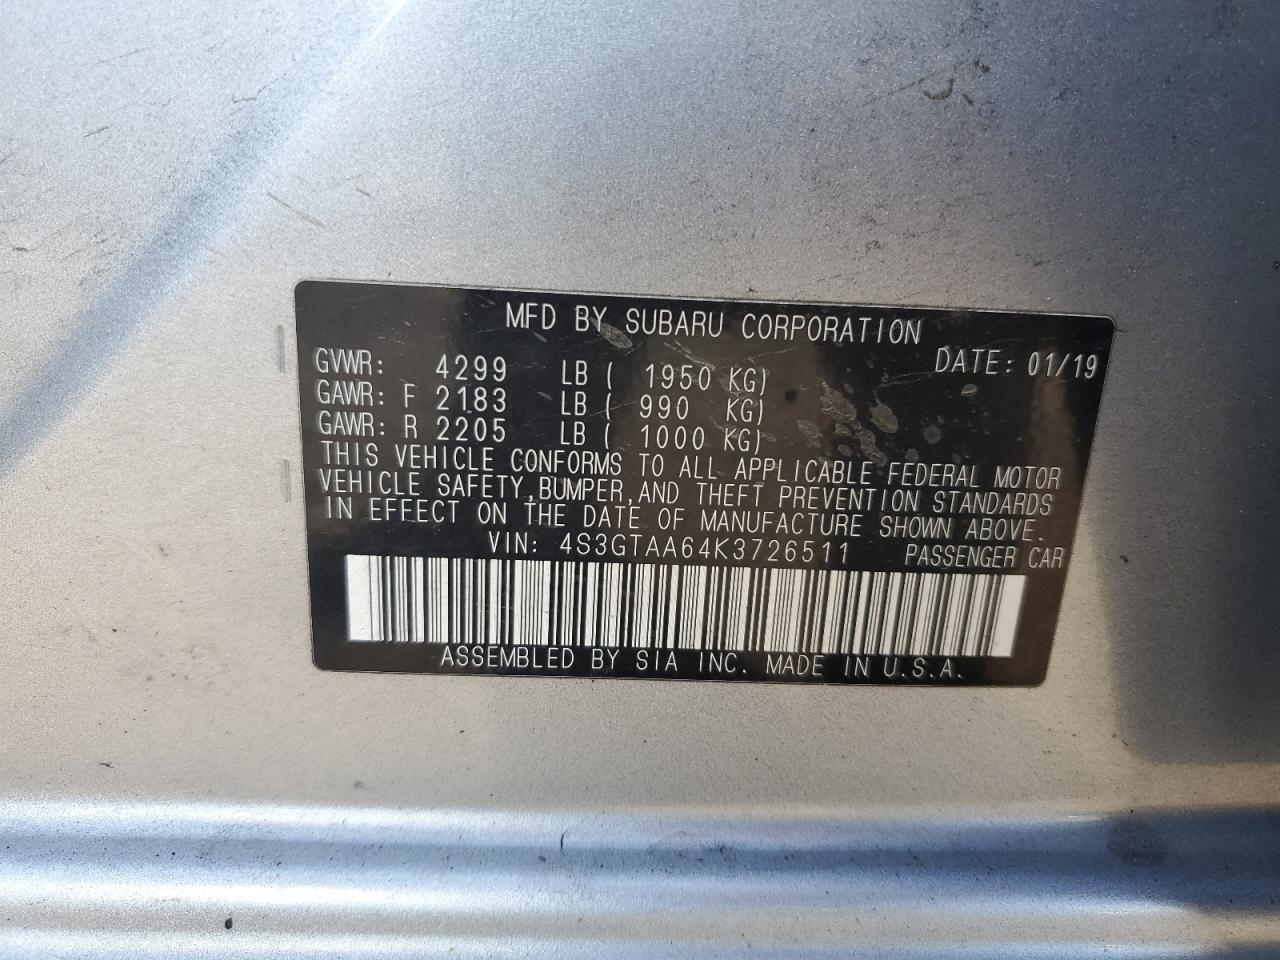 MFD BY SUBARU CORPORATION
DATE: 01/19
GVWR: 4299 LB ( 1950 KG)
GAWR: F 2183 LB ( 990 KG)
GAWR: R 2205 LB ( 1000 KG)
THIS VEHICLE CONFORMS TO ALL APPLICABLE FEDERAL MOTOR
VEHICLE SAFETY,BUMPER,AND THEFT PREVENTION STANDARDS
IN EFFECT ON THE DATE OF MANUFACTURE SHOWN ABOVE.
VIN: 4S3GTAA64K3726511 PASSENGER CAR
ASSEMBLED BY SIA INC. MADE IN U.S.A.